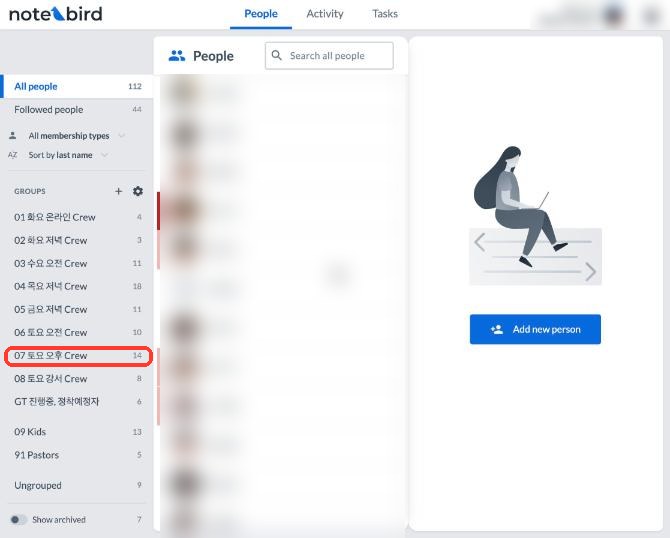 notebird
People
Activity
Tasks
People
Search all people
All people 112
Followed people 44
All membership types
AZ Sort by last name
GROUPS +
01 화요 온라인 Crew 4
02 화요 저녁 Crew 3
03 수요 오전 Crew 11
04 목요 저녁 Crew 18
05 금요 저녁 Crew 11
06 토요 오전 Crew 10
07 토요 오후 Crew 14
08 토요 강서 Crew 8
GT 진행중, 정착예정자 6
09 Kids 13
91 Pastors 5
Ungrouped 9
Show archived 7
Add new person